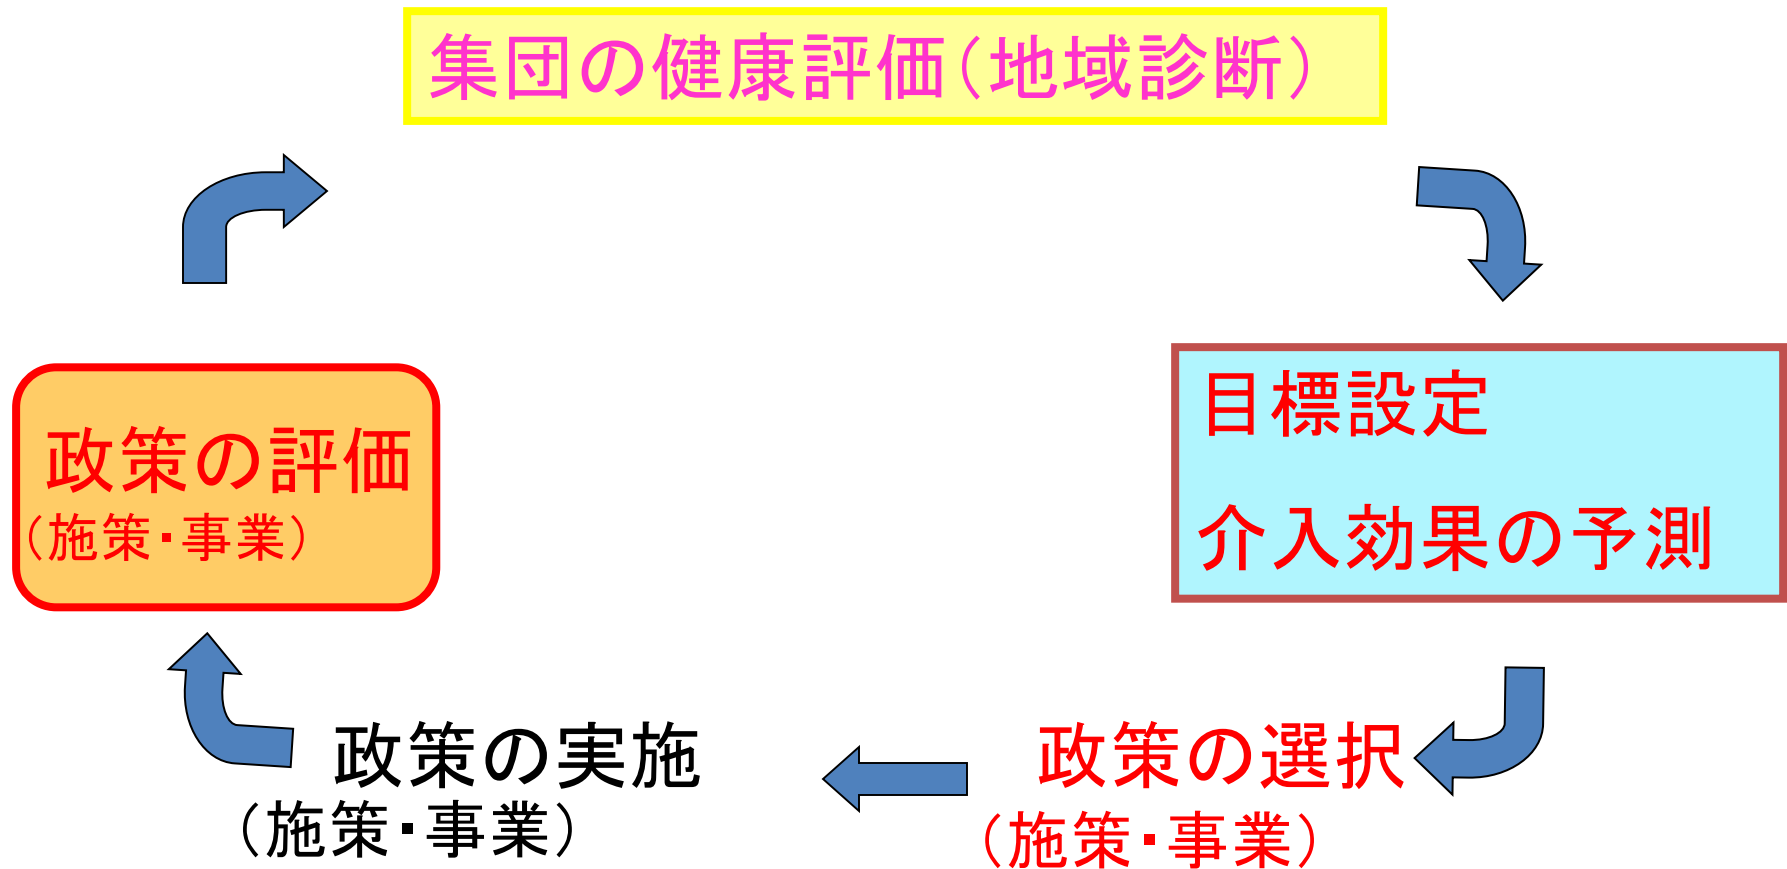 集団の健康評価（地域診断）
目標設定
介入効果の予測
政策の選択
（施策・事業）
政策の実施
（施策・事業）
政策の評価
（施策・事業）